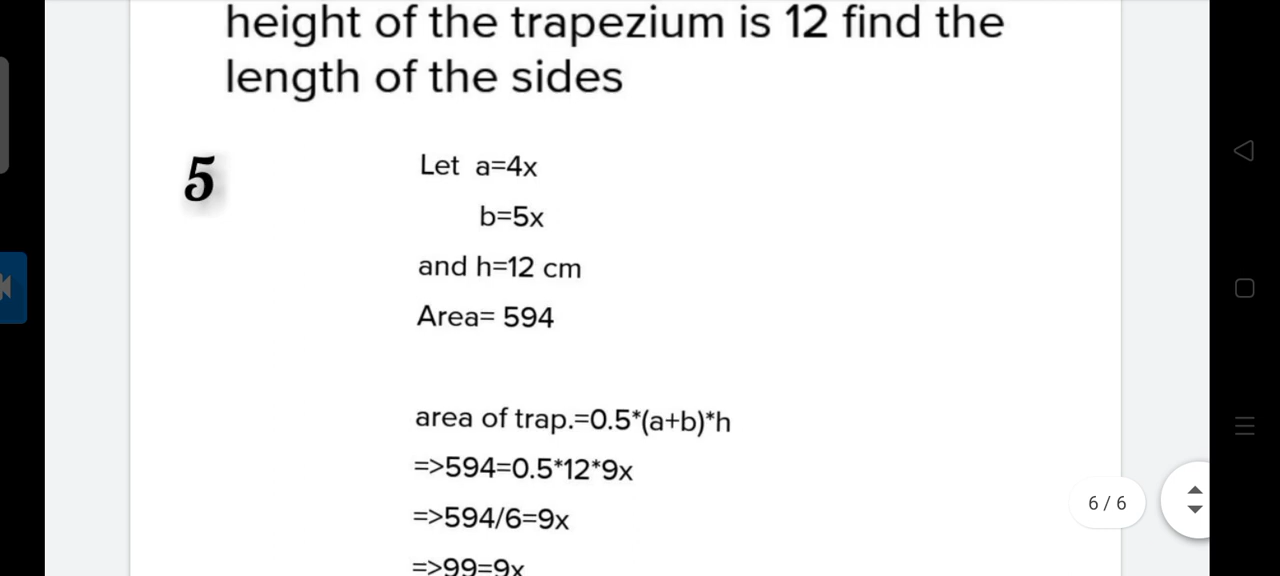 height of the trapezium is 12 find the
length of the sides
5
Let a=4x
b=5x
and h=12 cm
Area= 594
area of trap.=0.5*(a+b)*h
=>594=0.5*12*9x
=>594/6=9x
=>99=9x
6 / 6